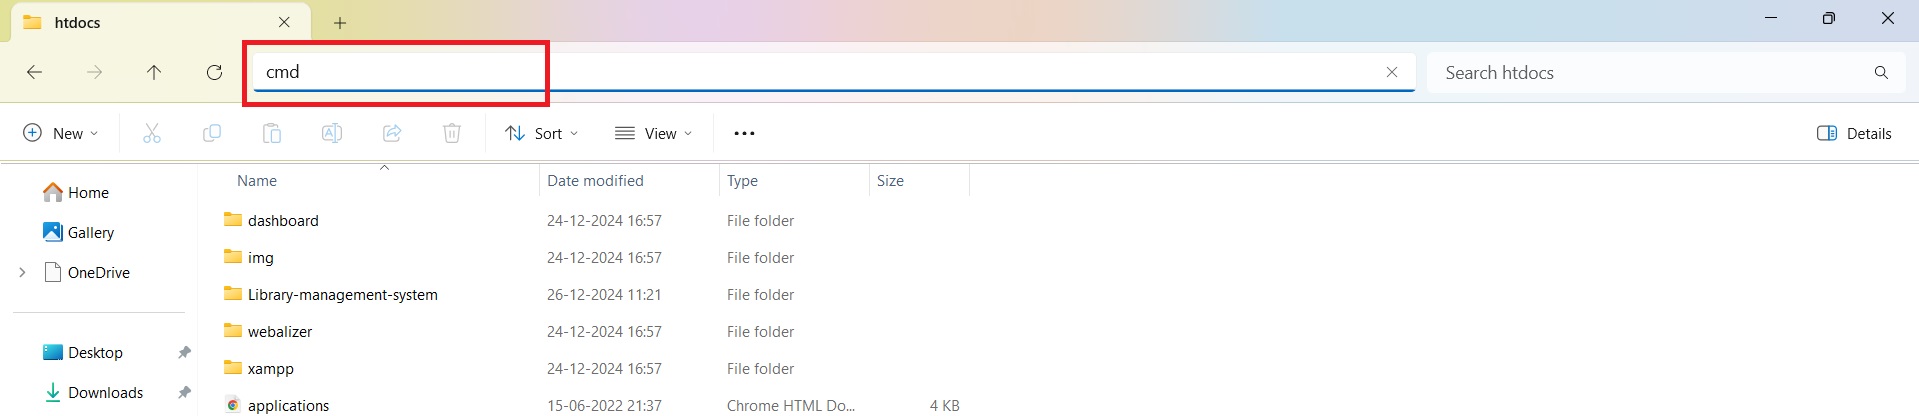 htdocs
cmd
Search htdocs
New
Sort
View
Details
Name Date modified Type Size
Home
Gallery
OneDrive
Desktop
Downloads
dashboard 24-12-2024 16:57 File folder
img 24-12-2024 16:57 File folder
Library-management-system 26-12-2024 11:21 File folder
webalizer 24-12-2024 16:57 File folder
xampp 24-12-2024 16:57 File folder
applications 15-06-2022 21:37 Chrome HTML Do... 4 KB